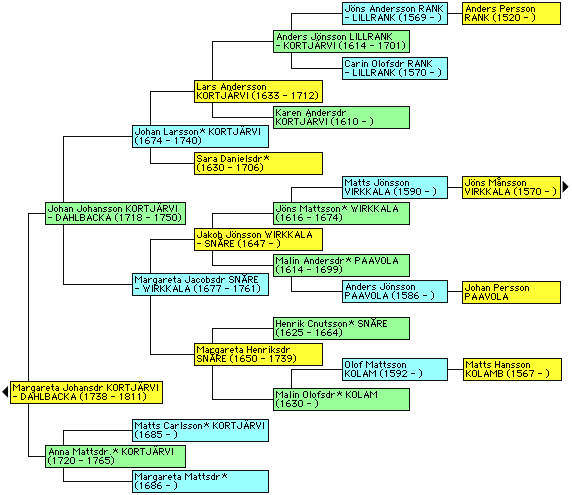 Jöns Andersson RANK
– LILLRANK (1569 – )
Anders Persson
RANK (1520 – )
Anders Jönsson LILLRANK
– KORTJÄRVI (1614 – 1701)
Carin Olofsdr RANK
– LILLRANK (1570 – )
Lars Andersson
KORTJÄRVI (1633 – 1712)
Karen Andersdr
KORTJÄRVI (1610 – )
Johan Larsson* KORTJÄRVI
(1674 – 1740)
Sara Danielsdr*
(1630 – 1706)
Matts Jönsson
VIRKKALA (1590 – )
Jöns Månsson
VIRKKALA (1570 – )
Johan Johansson KORTJÄRVI
– DAHLBACKA (1718 – 1750)
Jöns Mattsson* WIRKKALA
(1616 – 1674)
Jakob Jönsson WIRKKALA
– SNÄRE (1647 – )
Malin Andersdr* PAAVOLA
(1614 – 1699)
Margareta Jacobsdr SNÄRE
– WIRKKALA (1677 – 1761)
Anders Jönsson
PAAVOLA (1586 – )
Johan Persson
PAAVOLA
Henrik Cnutsson* SNÄRE
(1625 – 1664)
Margareta Henriksdr
SNÄRE (1650 – 1739)
Olof Mattsson
KOLAM (1592 – )
Matts Hansson
KOLAMB (1567 – )
Malin Olofsdr* KOLAM
(1630 – )
Margareta Johansdr KORTJÄRVI
– DAHLBACKA (1738 – 1811)
Matts Carlsson* KORTJÄRVI
(1685 – )
Anna Mattsdr.* KORTJÄRVI
(1720 – 1765)
Margareta Mattsdr*
(1686 – )